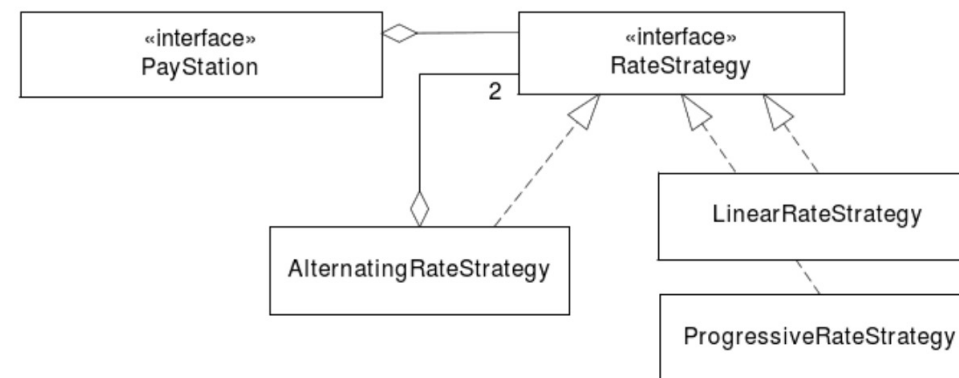 «interface»
PayStation
«interface»
RateStrategy
2
AlternatingRateStrategy
LinearRateStrategy
ProgressiveRateStrategy